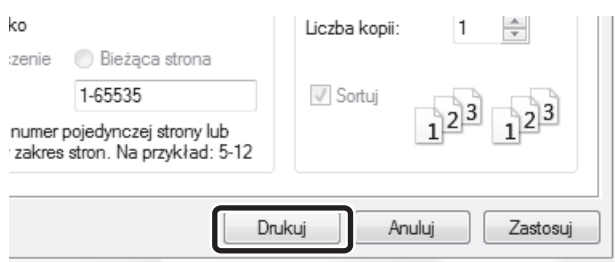 ko
Liczba kopii: 1
zenie Bieżąca strona
1-65535
Sortuj
numer pojedynczej strony lub
zakres stron. Na przykład: 5-12
1 2 3 1 2 3
Drukuj Anuluj Zastosuj